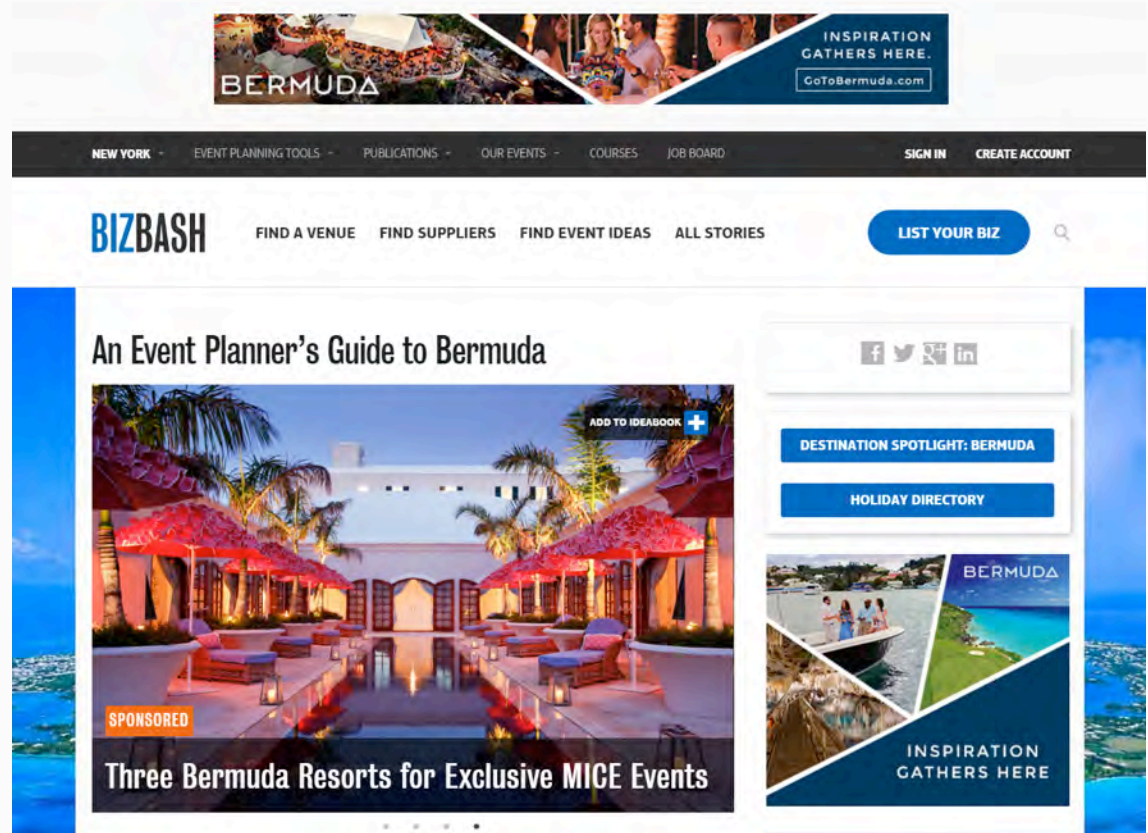 BERMUDA
INSPIRATION
GATHERS HERE.
GoToBermuda.com
NEW YORK
EVENT PLANNING TOOLS
PUBLICATIONS
OUR EVENTS
COURSES
JOB BOARD
SIGN IN
CREATE ACCOUNT
BIZBASH
FIND A VENUE
FIND SUPPLIERS
FIND EVENT IDEAS
ALL STORIES
LIST YOUR BIZ
An Event Planner's Guide to Bermuda
ADD TO IDEABOOK
SPONSORED
Three Bermuda Resorts for Exclusive MICE Events
DESTINATION SPOTLIGHT: BERMUDA
HOLIDAY DIRECTORY
BERMUDA
INSPIRATION
GATHERS HERE